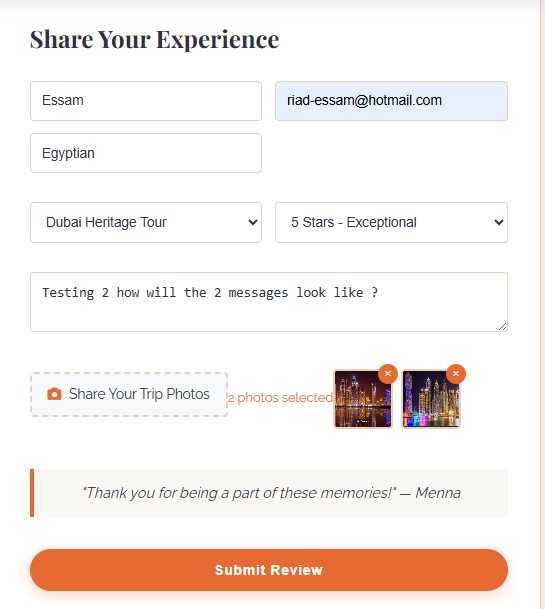 Share Your Experience
Essam
riad-essam@hotmail.com
Egyptian
Dubai Heritage Tour
5 Stars - Exceptional
Testing 2 how will the 2 messages look like ?
Share Your Trip Photos
2 photos selected
"Thank you for being a part of these memories!" — Menna
Submit Review